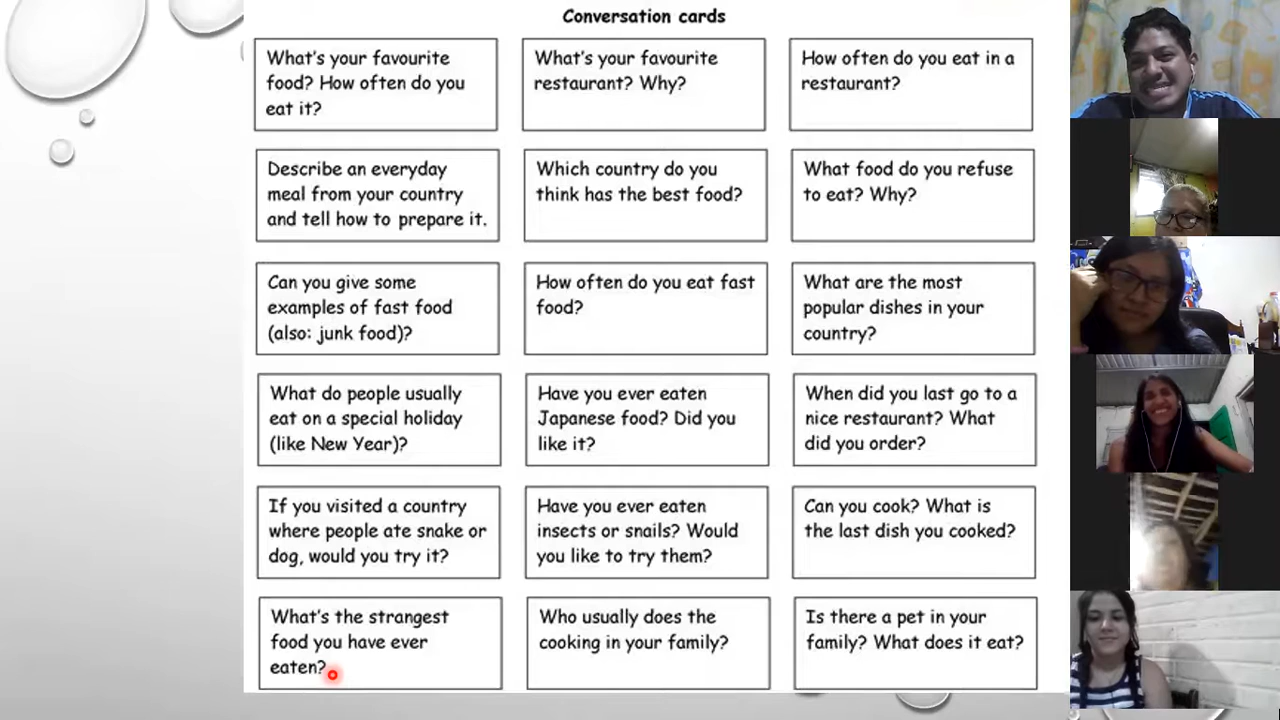 Conversation cards
What's your favourite
food? How often do you
eat it?
What's your favourite
restaurant? Why?
How often do you eat in a
restaurant?
Describe an everyday
meal from your country
and tell how to prepare it.
Which country do you
think has the best food?
What food do you refuse
to eat? Why?
Can you give some
examples of fast food
(also: junk food)?
How often do you eat fast
food?
What are the most
popular dishes in your
country?
What do people usually
eat on a special holiday
(like New Year)?
Have you ever eaten
Japanese food? Did you
like it?
When did you last go to a
nice restaurant? What
did you order?
If you visited a country
where people ate snake or
dog, would you try it?
Have you ever eaten
insects or snails? Would
you like to try them?
Can you cook? What is
the last dish you cooked?
What's the strangest
food you have ever
eaten?
Who usually does the
cooking in your family?
Is there a pet in your
family? What does it eat?